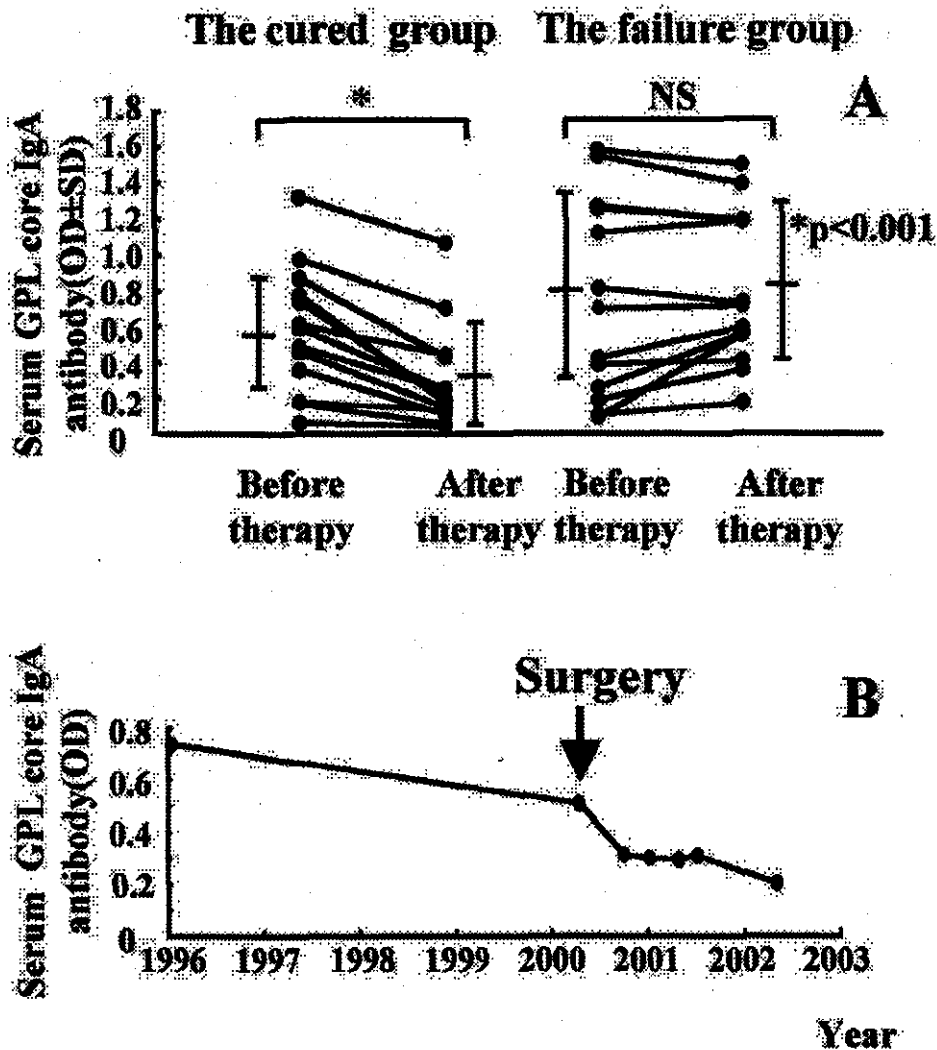 The cured group The failure group
A
* NS
Serum GPL core IgA
antibody(OD±SD)
1.8
1.6
1.4
1.2
1.0
0.8
0.6
0.4
0.2
0
*p<0.001
Before After Before After
therapy therapy therapy therapy
Surgery
B
Serum GPL core IgA
antibody(OD)
0.8
0.6
0.4
0.2
0
1996 1997 1998 1999 2000 2001 2002 2003
Year